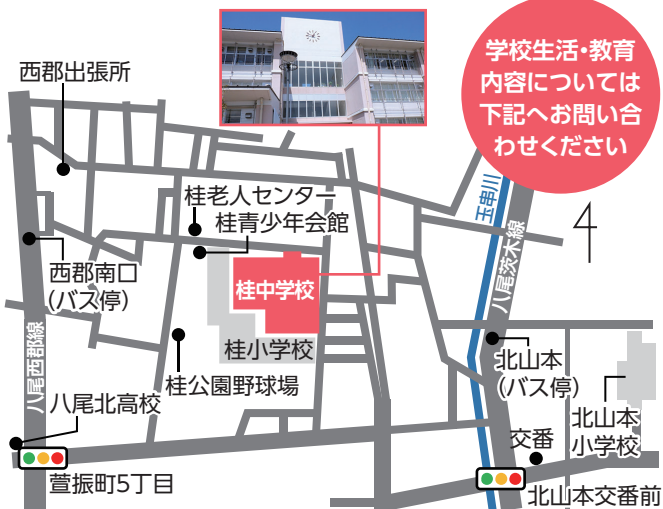 学校生活・教育
内容については
下記へお問い合
わせください
西郡出張所
桂老人センター
桂青少年会館
玉串川
八尾茨木線
西郡南口
(バス停)
桂中学校
八尾西郡線
桂小学校
北山本
(バス停)
桂公園野球場
八尾北高校
北山本
小学校
交番
萱振町5丁目
北山本交番前